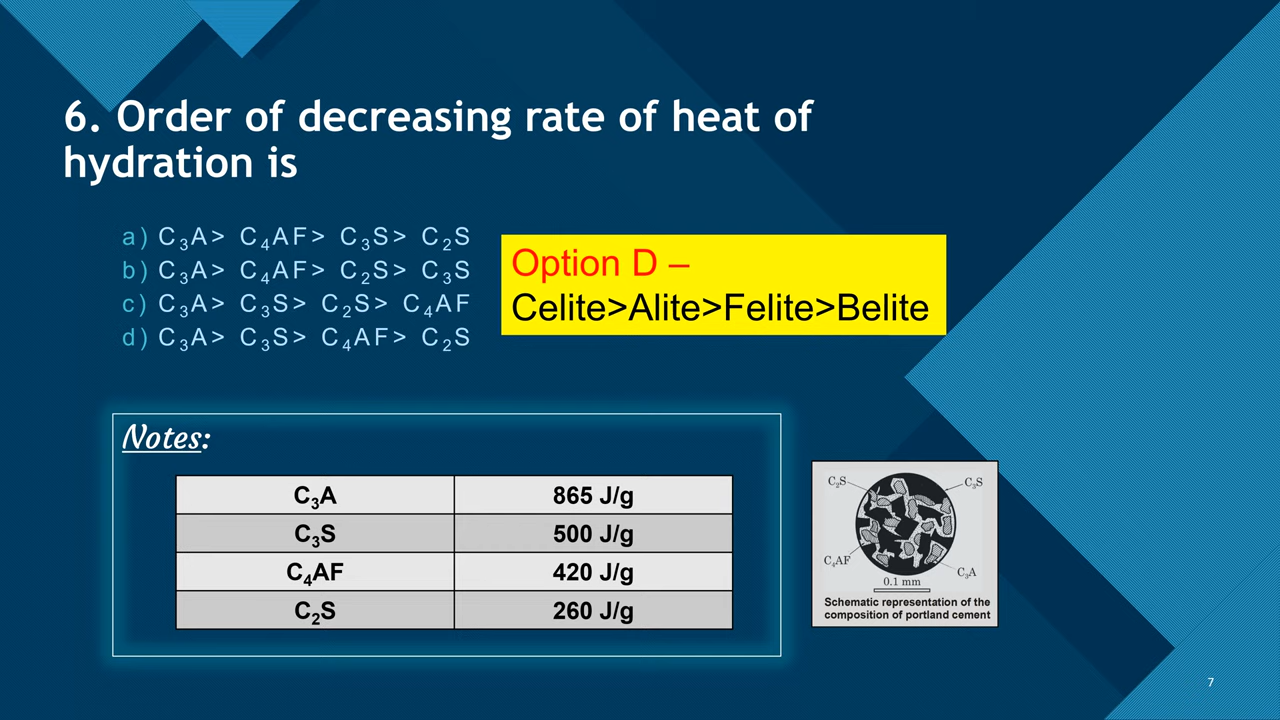 6. Order of decreasing rate of heat of
hydration is
a) C₃A> C₄AF> C₃S> C₂S
b) C₃A> C₄AF> C₂S> C₃S
c) C₃A> C₃S> C₂S> C₄AF
d) C₃A> C₃S> C₄AF> C₂S
Option D –
Celite>Alite>Felite>Belite
Notes:
C₃A 865 J/g
C₃S 500 J/g
C₄AF 420 J/g
C₂S 260 J/g
C₂S C₃S
C₄AF C₃A
0.1 mm
Schematic representation of the
composition of portland cement
7